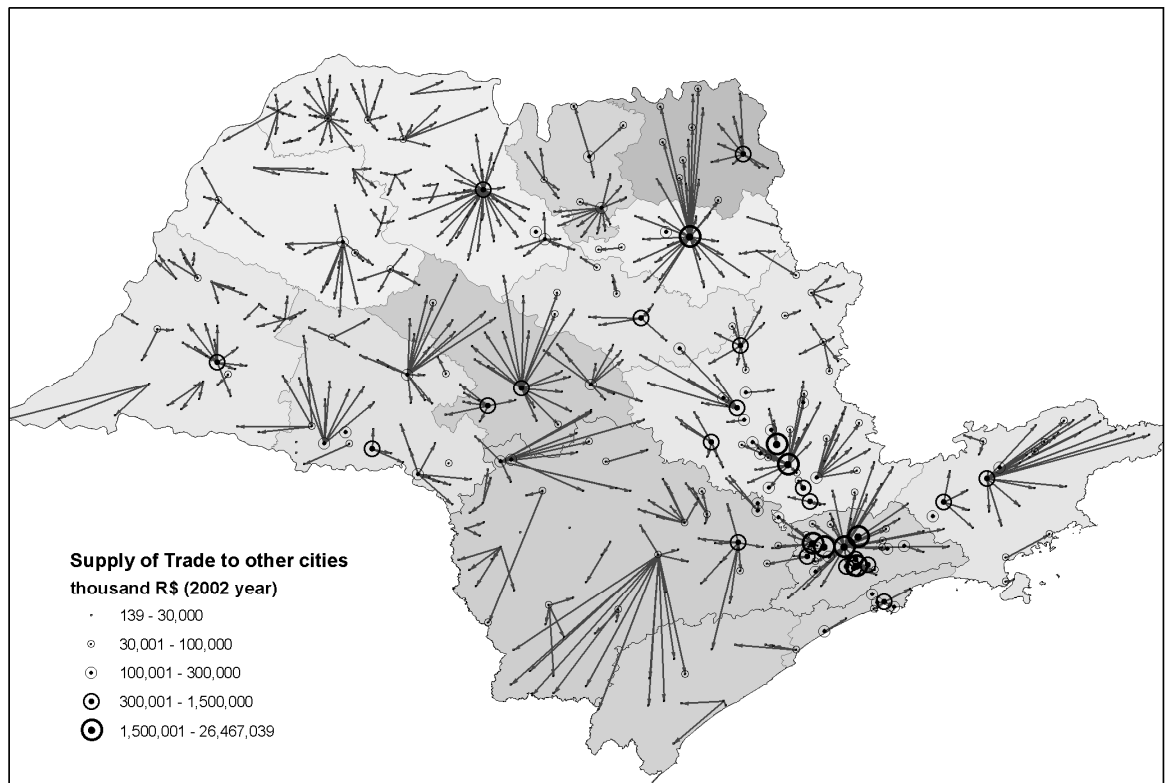 Supply of Trade to other cities
thousand R$ (2002 year)
139 - 30,000
30,001 - 100,000
100,001 - 300,000
300,001 - 1,500,000
1,500,001 - 26,467,039